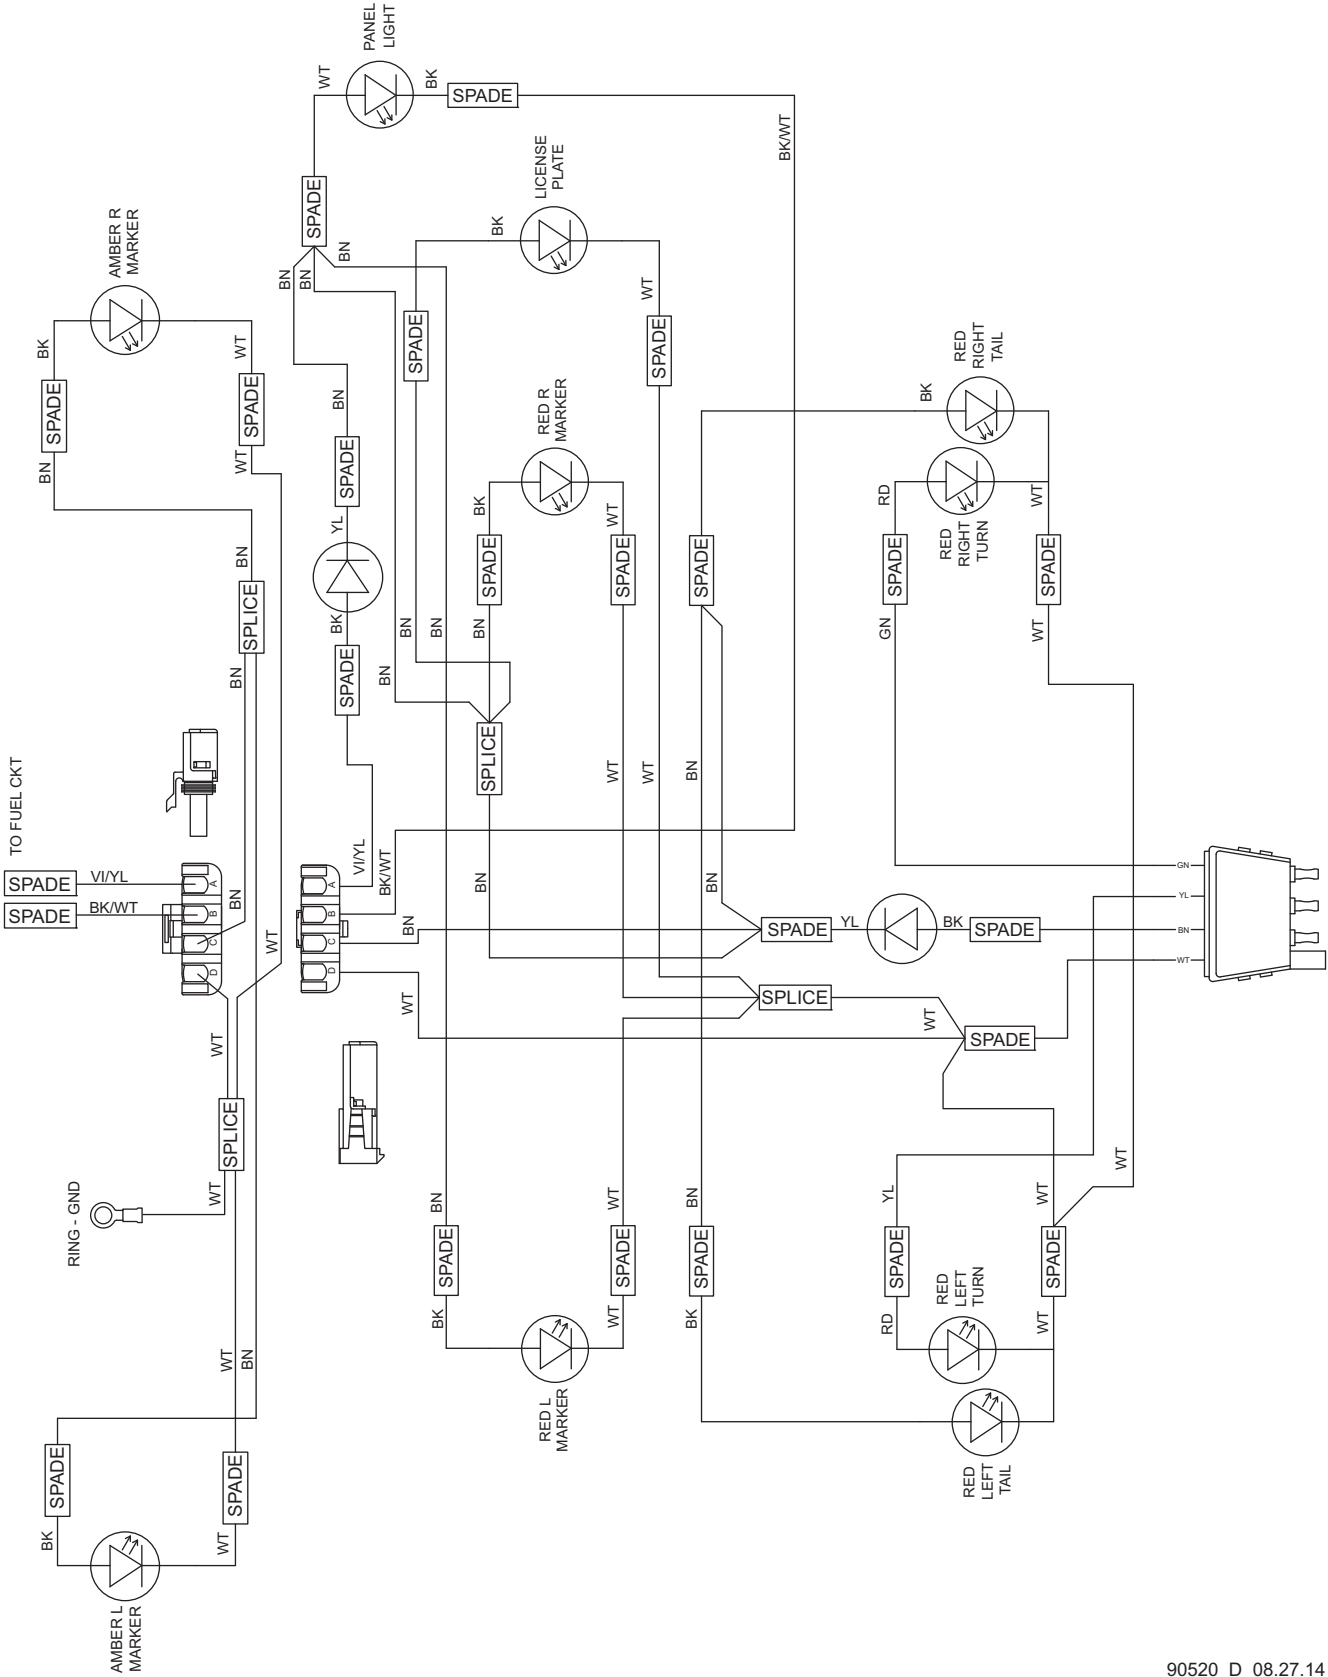 PANEL
LIGHT
WT
BK
SPADE
BK/WT
LICENSE
PLATE
BK
WT
SPADE
SPADE
SPADE
BN
BN
BN
AMBER R
MARKER
BK
WT
SPADE
SPADE
BN
WT
BN
SPLICE
BN
BN
SPADE
YL
BK
SPADE
BN
BN
BN
RED R
MARKER
BK
WT
SPADE
SPADE
BN
SPLICE
WT
WT
BN
RED
RIGHT
TAIL
BK
RED
RIGHT
TURN
RD
WT
SPADE
SPADE
SPADE
GN
WT
BN
BN
TO FUEL CKT
SPADE
VI/YL
SPADE
BK/WT
A
B
C
D
BN
WT
WT
VI/YL
BK/WT
A
B
C
D
BN
WT
SPADE
YL
BK
SPADE
SPLICE
WT
SPADE
GN
YL
BN
WT
SPLICE
WT
RING - GND
WT
BN
BN
SPADE
BK
WT
SPADE
WT
RED L
MARKER
BN
SPADE
BK
YL
SPADE
RD
WT
WT
SPADE
WT
RED
LEFT
TURN
RED
LEFT
TAIL
SPADE
BK
SPADE
WT
AMBER L
MARKER
90520_D_08.27.14